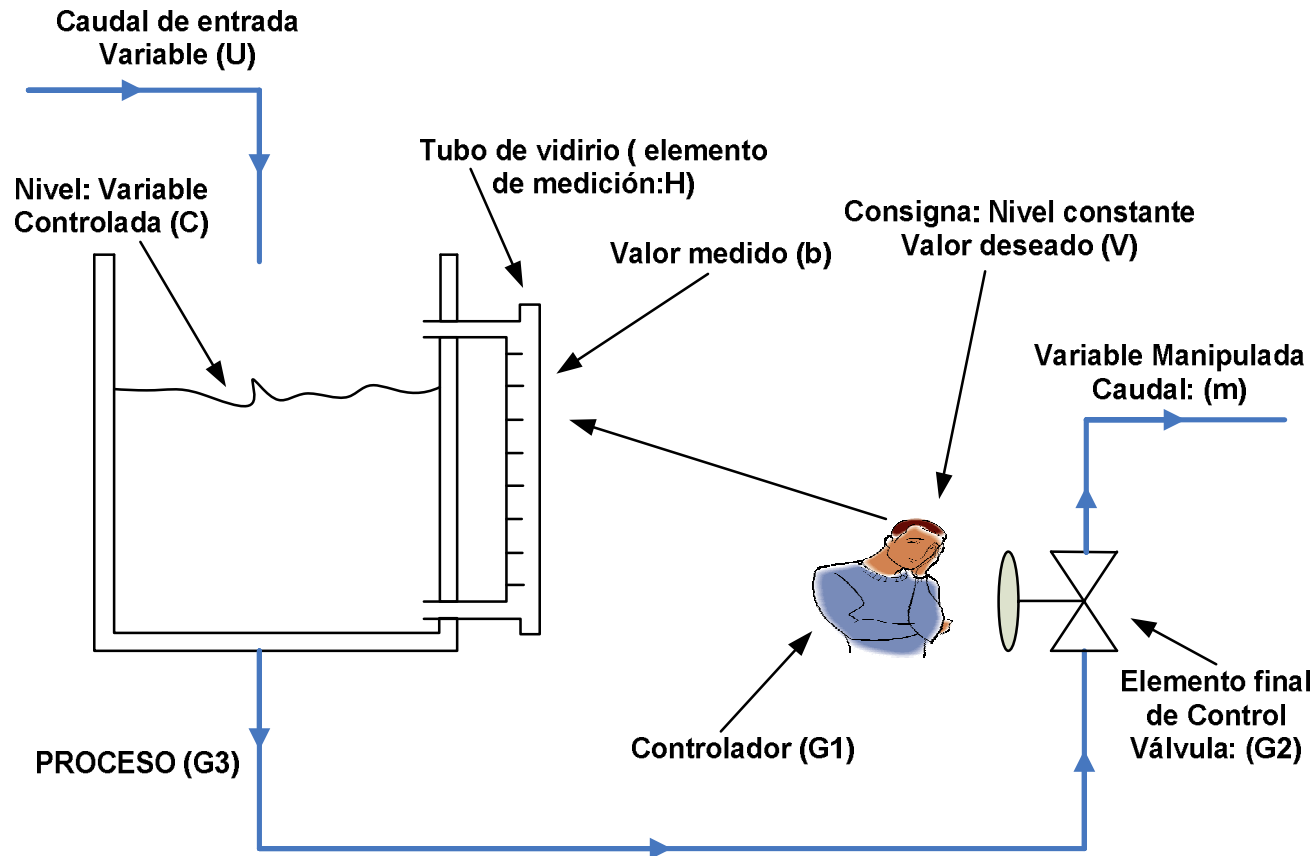 Caudal de entrada
Variable (U)
Tubo de vidirio ( elemento
de medición:H)
Nivel: Variable
Controlada (C)
Consigna: Nivel constante
Valor deseado (V)
Valor medido (b)
Variable Manipulada
Caudal: (m)
Elemento final
de Control
Válvula: (G2)
Controlador (G1)
PROCESO (G3)